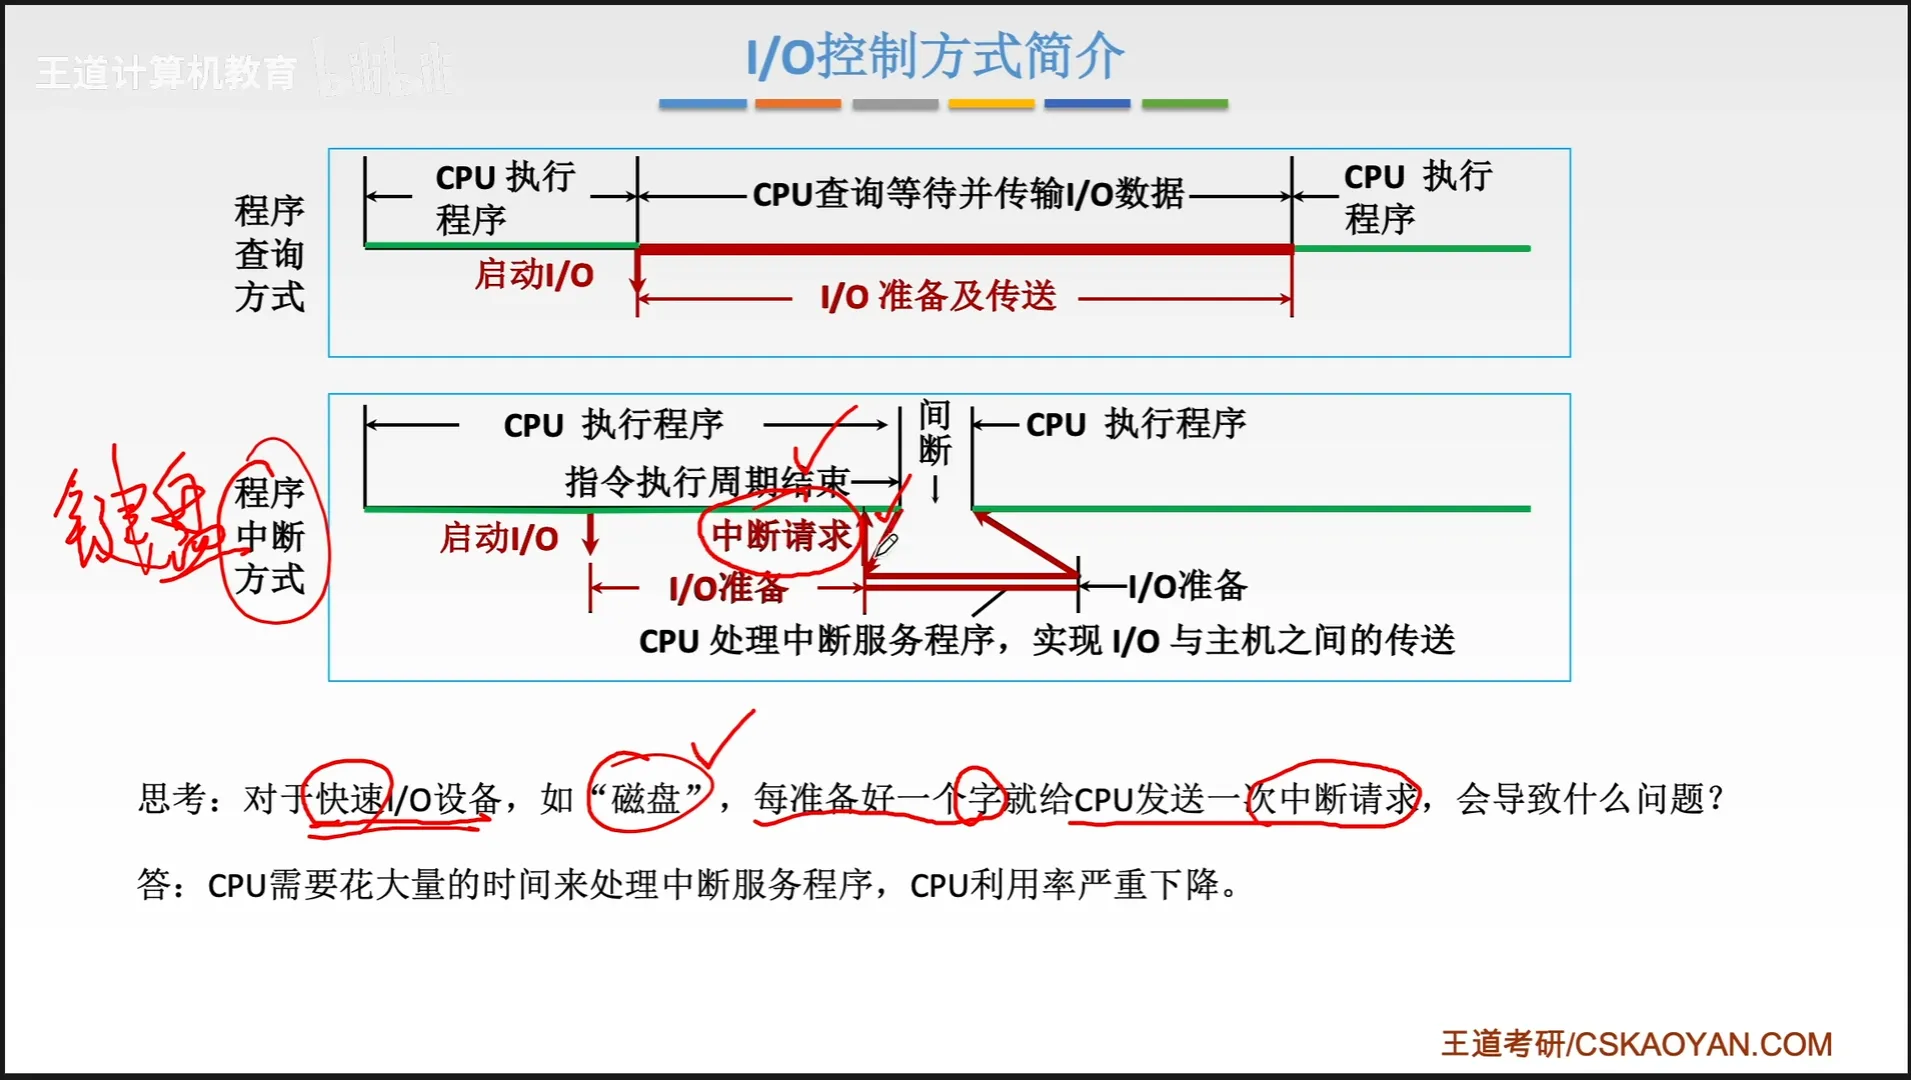 I/O控制方式简介
王道计算机教育 bilibili
程序
查询
方式
CPU 执行
程序
CPU查询等待并传输I/O数据
CPU 执行
程序
启动I/O
I/O 准备及传送
键盘
程序
中断
方式
CPU 执行程序
间
断
CPU 执行程序
指令执行周期结束
启动I/O
中断请求
I/O准备
I/O准备
CPU 处理中断服务程序，实现 I/O 与主机之间的传送
思考：对于快速I/O设备，如“磁盘”，每准备好一个字就给CPU发送一次中断请求，会导致什么问题？
答：CPU需要花大量的时间来处理中断服务程序，CPU利用率严重下降。
王道考研/CSKAOYAN.COM